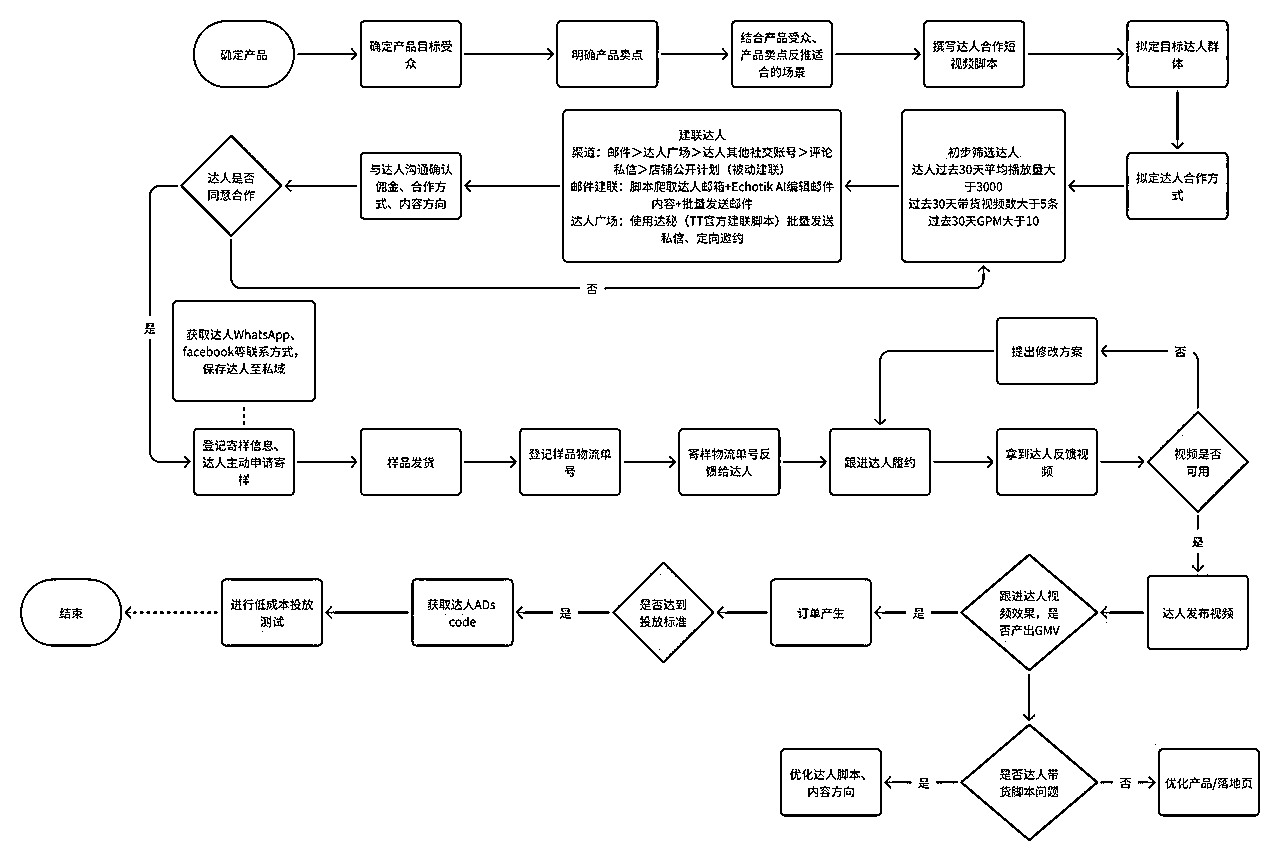 确定产品
确定产品目标受
众
明确产品卖点
结合产品受众、
产品卖点反推适
合的场景
撰写达人合作短
视频脚本
拟定目标达人群
体
拟定达人合作方
式
初步筛选达人
达人过去30天平均播放量大
于3000
过去30天带货视频数大于5条
过去30天GPM大于10
建联达人
渠道：邮件＞达人广场＞达人其他社交账号＞评论
私信＞店铺公开计划（被动建联）
邮件建联：脚本爬取达人邮箱+Echotik AI编辑邮件
内容+批量发送邮件
达人广场：使用达秘（TT官方建联脚本）批量发送
私信、定向邀约
与达人沟通确认
佣金、合作方
式、内容方向
达人是否
同意合作
否
是
获取达人WhatsApp、
facebook等联系方式，
保存达人至私域
登记寄样信息、
达人主动申请寄
样
样品发货
登记样品物流单
号
寄样物流单号反
馈给达人
跟进达人履约
拿到达人反馈视
频
视频是否
可用
否
提出修改方案
是
达人发布视频
跟进达人视
频效果，是
否产出GMV
是
订单产生
是否达到
投放标准
是
获取达人ADs
code
进行低成本投放
测试
结束
是否达人带
货脚本问题
是
优化达人脚本、
内容方向
否
优化产品/落地页